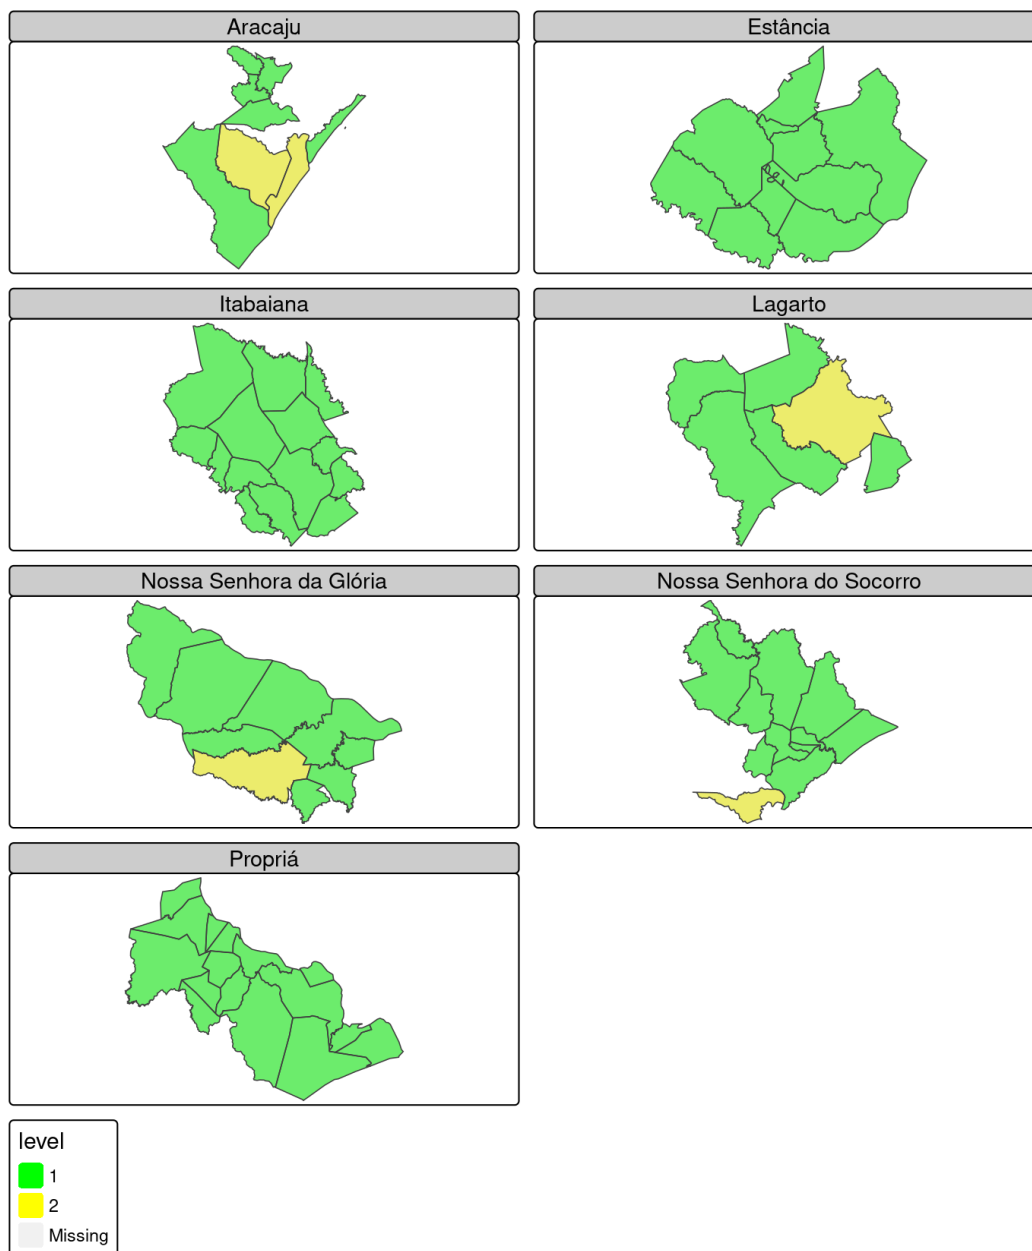 Aracaju
Estância
Itabaiana
Lagarto
Nossa Senhora da Glória
Nossa Senhora do Socorro
Propriá
level
1
2
Missing